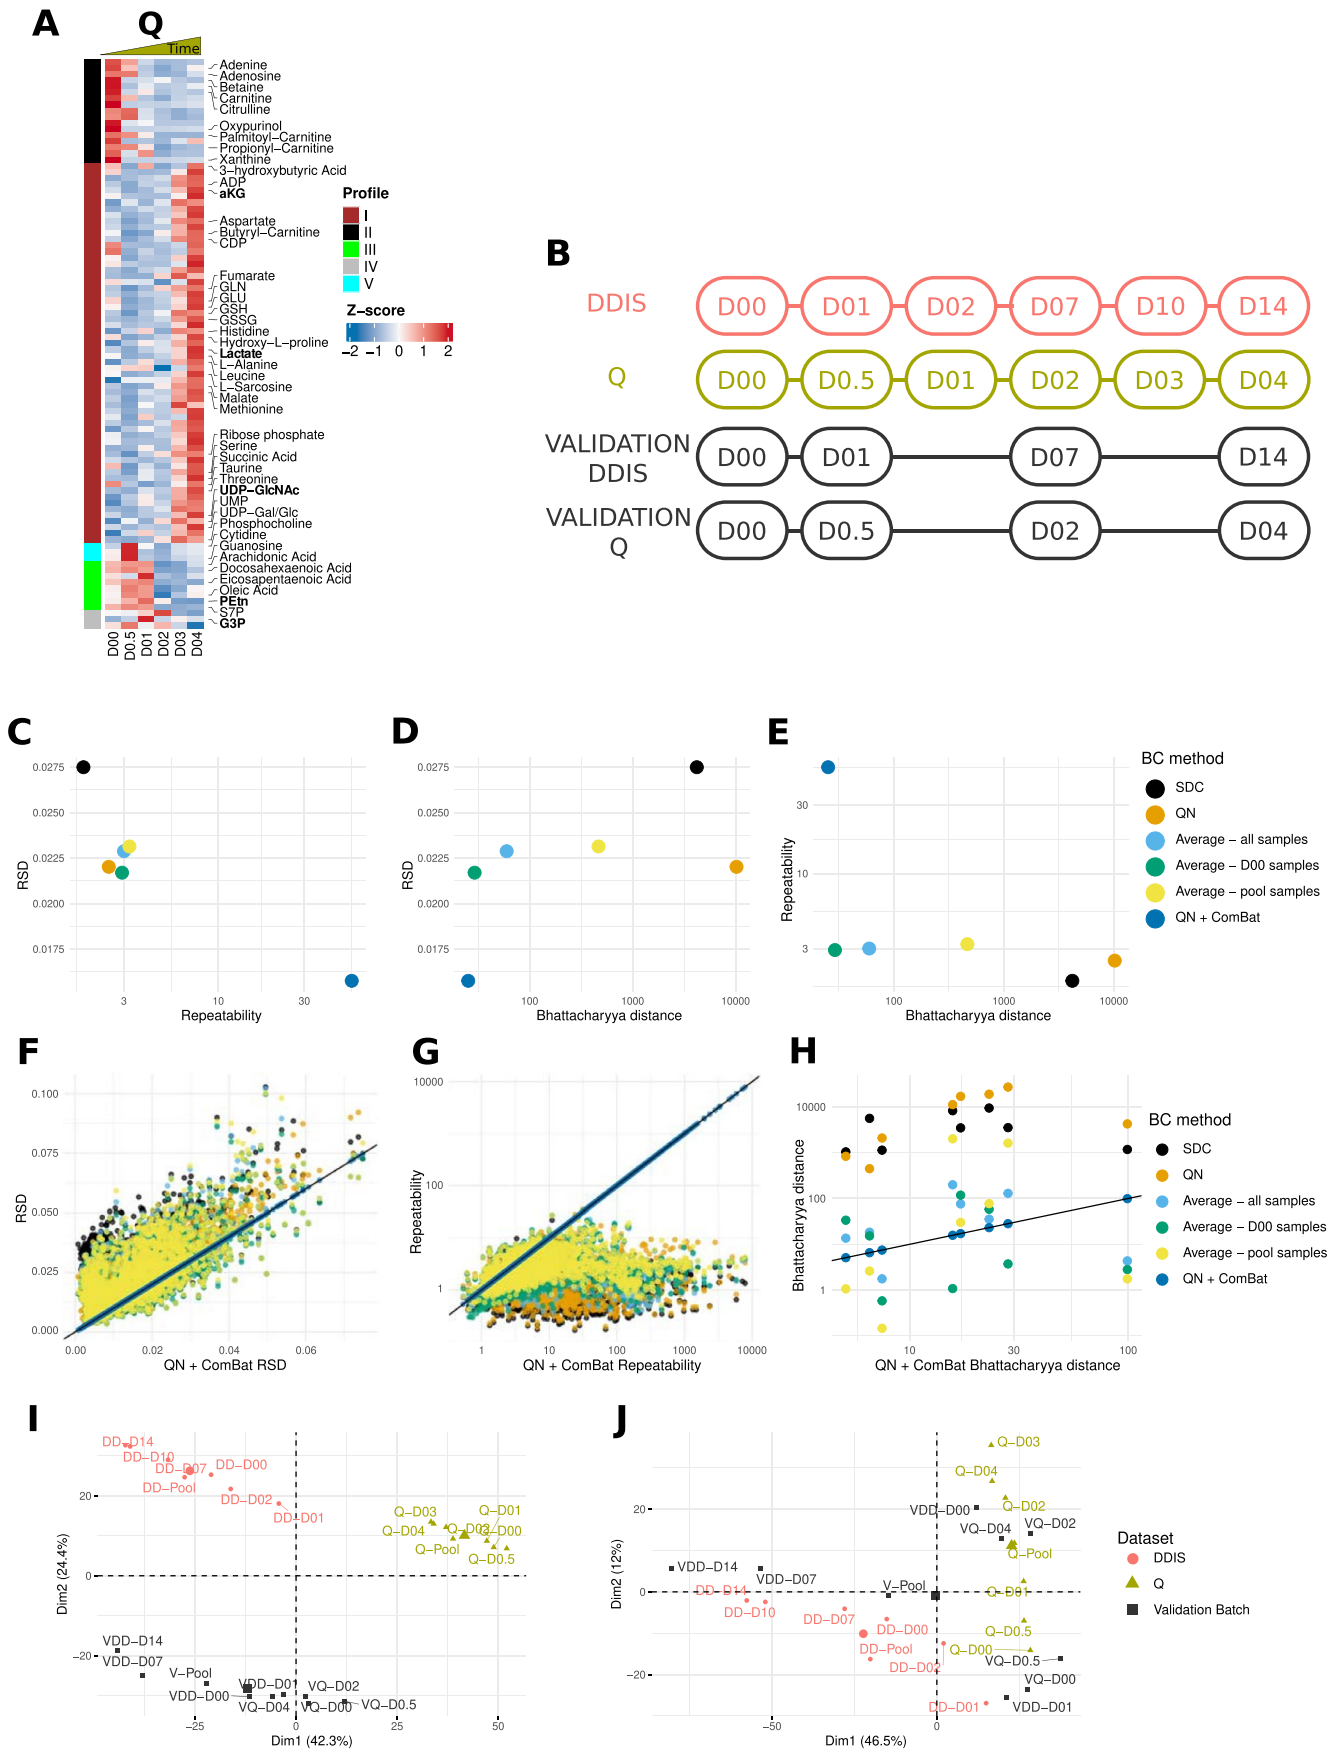 A
Q
Time
Adenine
Adenosine
Betaine
Carnitine
Citrulline
Oxypurinol
Palmitoyl−Carnitine
Propionyl−Carnitine
Xanthine
3−hydroxybutyric Acid
ADP
aKG
Aspartate
Butyryl−Carnitine
CDP
Fumarate
GLN
GLU
GSH
GSSG
Histidine
Hydroxy−L−proline
Lactate
L−Alanine
Leucine
L−Sarcosine
Malate
Methionine
Ribose phosphate
Serine
Succinic Acid
Taurine
Threonine
UDP−GlcNAc
UMP
UDP−Gal/Glc
Phosphocholine
Cytidine
Guanosine
Arachidonic Acid
Docosahexaenoic Acid
Eicosapentaenoic Acid
Oleic Acid
PEtn
S7P
G3P
D00 D0.5 D01 D02 D03 D04
Profile
I
II
III
IV
V
Z−score
−2 −1 0 1 2
B
DDIS D00 D01 D02 D07 D10 D14
Q D00 D0.5 D01 D02 D03 D04
VALIDATION
DDIS D00 D01 D07 D14
VALIDATION
Q D00 D0.5 D02 D04
C
RSD
0.0275
0.0250
0.0225
0.0200
0.0175
3 10 30
Repeatability
D
RSD
0.0275
0.0250
0.0225
0.0200
0.0175
100 1000 10000
Bhattacharyya distance
E
Repeatability
30
10
3
100 1000 10000
Bhattacharyya distance
BC method
SDC
QN
Average − all samples
Average − D00 samples
Average − pool samples
QN + ComBat
F
RSD
0.100
0.075
0.050
0.025
0.000
0.00 0.02 0.04 0.06
QN + ComBat RSD
G
Repeatability
10000
100
1
1 10 100 1000 10000
QN + ComBat Repeatability
H
Bhattacharyya distance
10000
100
1
10 30 100
QN + ComBat Bhattacharyya distance
BC method
SDC
QN
Average − all samples
Average − D00 samples
Average − pool samples
QN + ComBat
I
Dim2 (24.4%)
20
0
−20
DD−D14
DD−D10
DD−D07
DD−D00
DD−Pool
DD−D02
DD−D01
Q−D03
Q−D01
Q−D04
Q−D02
Q−D00
Q−Pool
Q−D0.5
VDD−D14
VDD−D07
V−Pool
VDD−D01
VQ−D02
VDD−D00
VQ−D04
VQ−D00
VQ−D0.5
−25 0 25 50
Dim1 (42.3%)
J
Dim2 (12%)
20
0
−20
Q−D03
Q−D04
Q−D02
VDD−D00
VQ−D04
VQ−D02
Q−Pool
VDD−D14
VDD−D07
V−Pool
DD−D14
Q−D01
DD−D10
DD−D07
DD−D00
Q−D0.5
DD−Pool
Q−D00
DD−D02
VQ−D0.5
VQ−D00
DD−D01
VDD−D01
−50 0
Dim1 (46.5%)
Dataset
DDIS
Q
Validation Batch